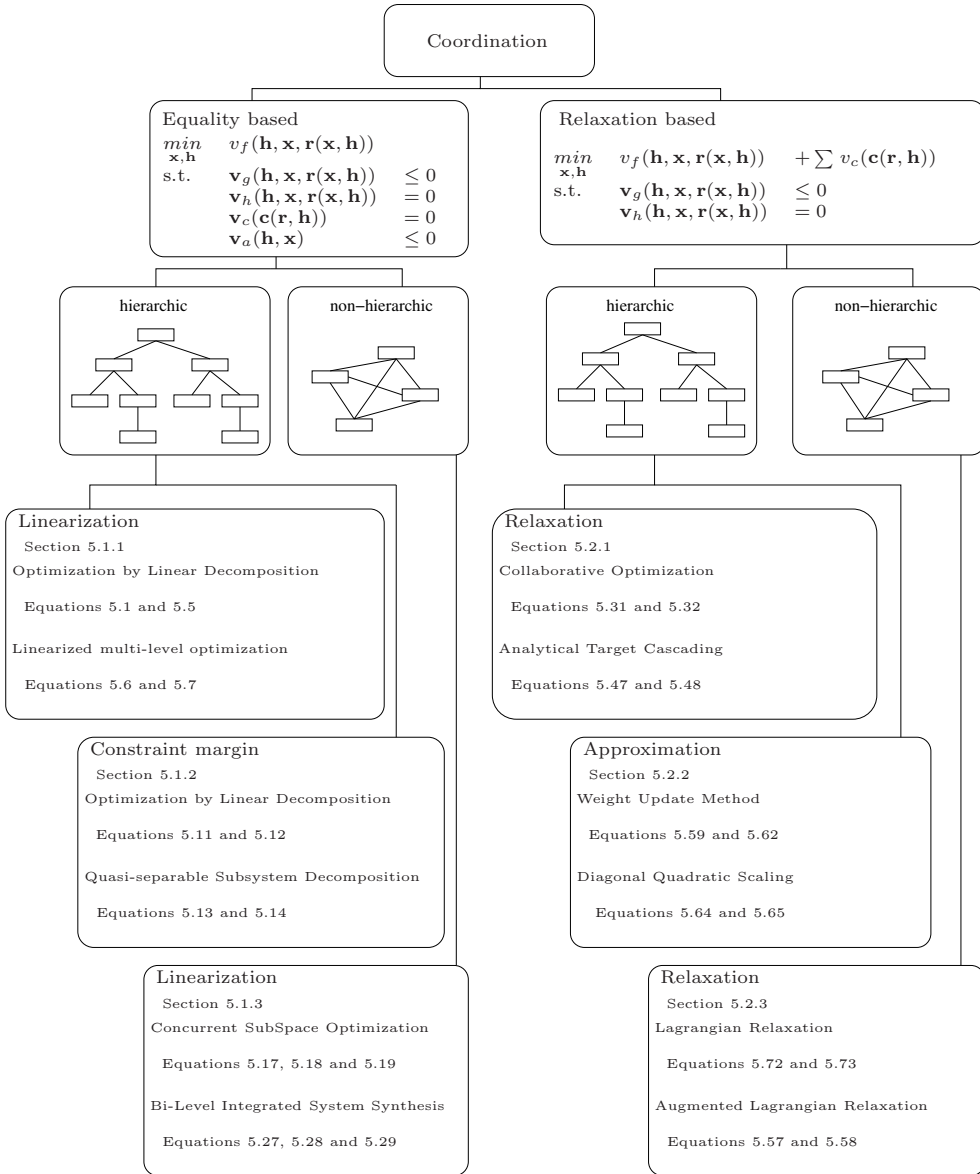 Coordination
Equality based
min v_f(h, x, r(x, h))
x,h
s.t. v_g(h, x, r(x, h)) ≤ 0
v_h(h, x, r(x, h)) = 0
v_c(c(r, h)) = 0
v_a(h, x) ≤ 0
Relaxation based
min v_f(h, x, r(x, h)) + ∑ v_c(c(r, h))
x,h
s.t. v_g(h, x, r(x, h)) ≤ 0
v_h(h, x, r(x, h)) = 0
hierarchic
non−hierarchic
hierarchic
non−hierarchic
Linearization
Section 5.1.1
Optimization by Linear Decomposition
Equations 5.1 and 5.5
Linearized multi-level optimization
Equations 5.6 and 5.7
Relaxation
Section 5.2.1
Collaborative Optimization
Equations 5.31 and 5.32
Analytical Target Cascading
Equations 5.47 and 5.48
Constraint margin
Section 5.1.2
Optimization by Linear Decomposition
Equations 5.11 and 5.12
Quasi-separable Subsystem Decomposition
Equations 5.13 and 5.14
Approximation
Section 5.2.2
Weight Update Method
Equations 5.59 and 5.62
Diagonal Quadratic Scaling
Equations 5.64 and 5.65
Linearization
Section 5.1.3
Concurrent SubSpace Optimization
Equations 5.17, 5.18 and 5.19
Bi-Level Integrated System Synthesis
Equations 5.27, 5.28 and 5.29
Relaxation
Section 5.2.3
Lagrangian Relaxation
Equations 5.72 and 5.73
Augmented Lagrangian Relaxation
Equations 5.57 and 5.58